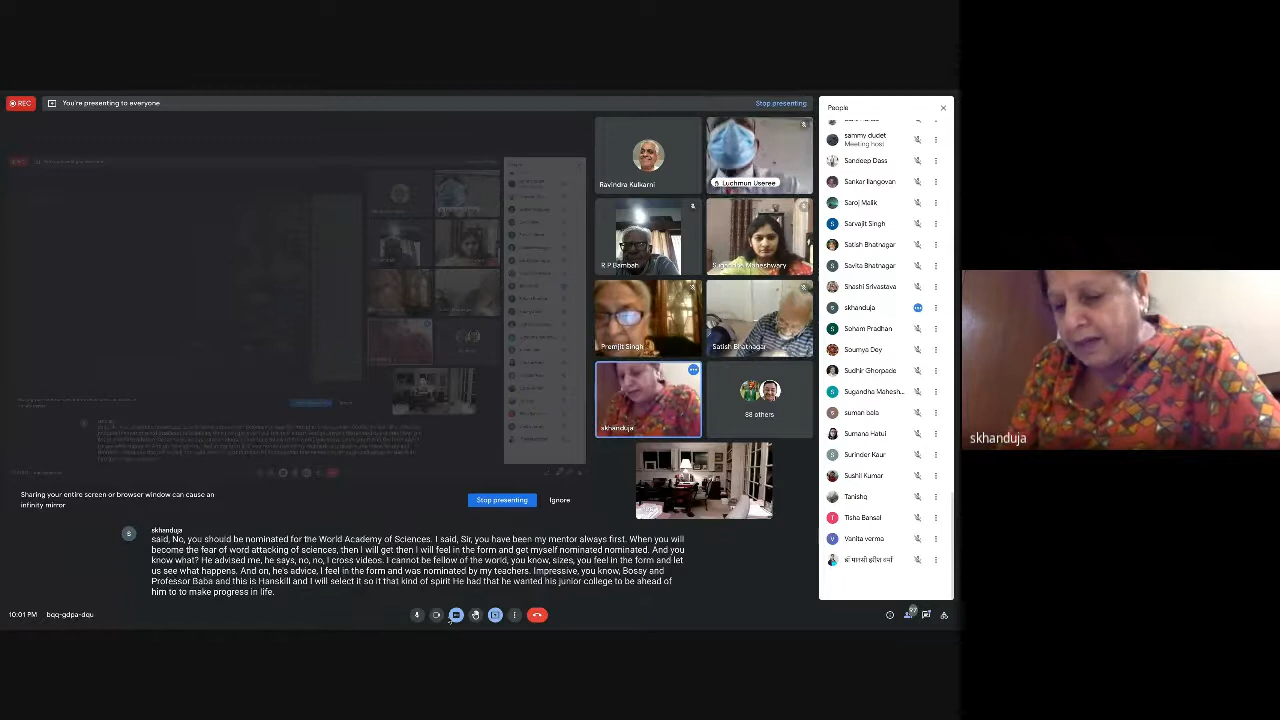 REC
You're presenting to everyone
Stop presenting
People
sammy dudet
Meeting host
Sandeep Dass
Sankar Ilangovan
Saroj Malik
Sarvajit Singh
Satish Bhatnagar
Savita Bhatnagar
Shashi Srivastava
skhanduja
Soham Pradhan
Soumya Dey
Sudhir Ghorpade
Sugandha Mahesh...
suman bala
Sumana Hatui
Surinder Kaur
Sushil Kumar
Tanishq
Tisha Bansal
Vanita verma
Ravindra Kulkarni
Luchmun Useree
R P Bambah
Sugandha Maheshwary
Premjit Singh
Satish Bhatnagar
skhanduja
88 others
Sharing your entire screen or browser window can cause an
infinity mirror
Stop presenting
Ignore
skhanduja
said, No, you should be nominated for the World Academy of Sciences. I said, Sir, you have been my mentor always first. When you will
become the fear of word attacking of sciences, then I will get then I will feel in the form and get myself nominated nominated. And you
know what? He advised me, he says, no, no, I cross videos. I cannot be fellow of the world, you know, sizes, you feel in the form and let
us see what happens. And on, he's advice, I feel in the form and was nominated by my teachers. Impressive, you know, Bossy and
Professor Baba and this is Hanskill and I will select it so it that kind of spirit He had that he wanted his junior college to be ahead of
him to to make progress in life.
10:01 PM
bqq-gdpa-dqu
97
skhanduja